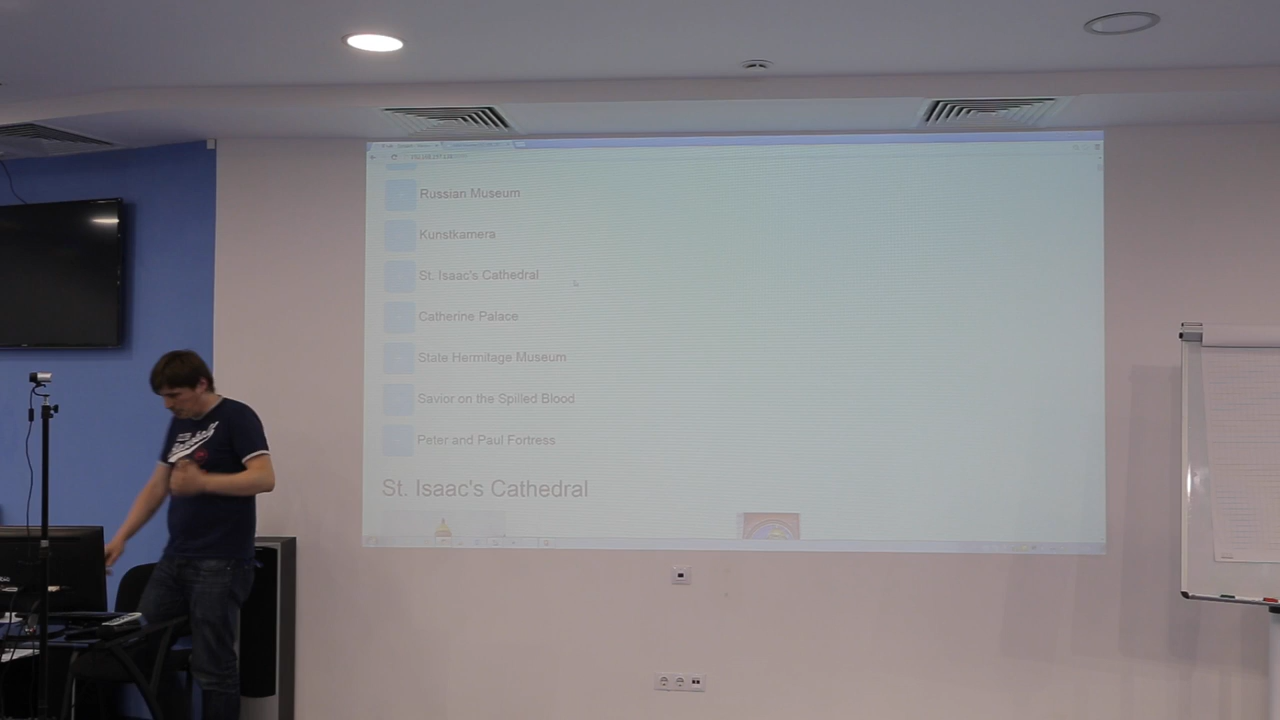 Russian Museum
Kunstkamera
St. Isaac's Cathedral
Catherine Palace
State Hermitage Museum
Savior on the Spilled Blood
Peter and Paul Fortress
St. Isaac's Cathedral